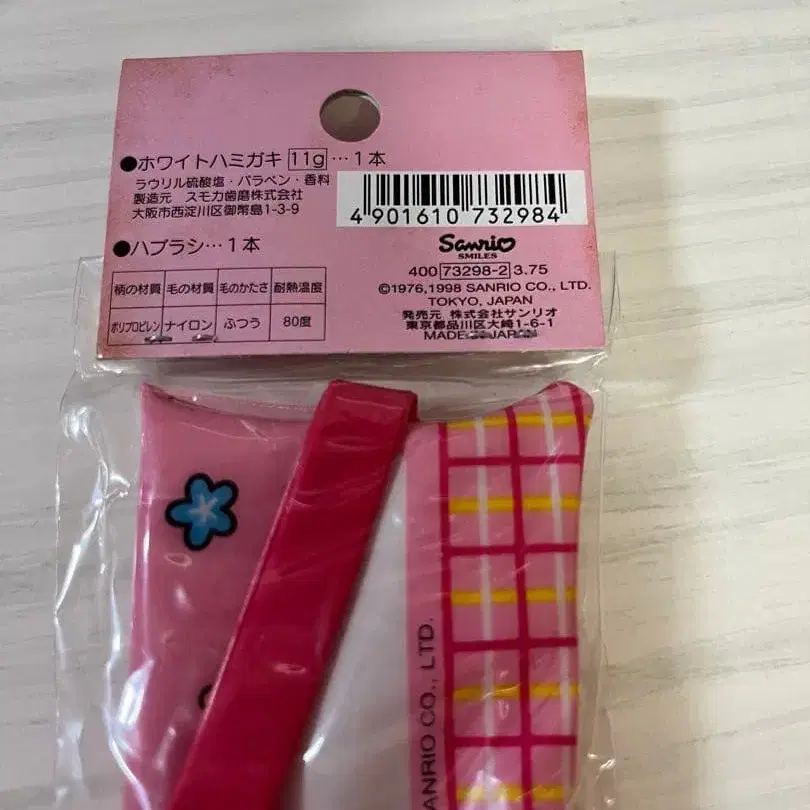 ●ホワイトハミガキ 11g…1本
ラウリル硫酸塩・パラベン・香料
製造元 スモカ歯磨株式会社
大阪市西淀川区御幣島1-3-9
●ハブラシ…1本
柄の材質 毛の材質 毛のかたさ 耐熱温度
ポリプロピレン ナイロン ふつう 80度
4 901610 732984
Sanrio
SMILES
400 73298-2 3.75
©1976,1998 SANRIO CO., LTD.
TOKYO, JAPAN
発売元 株式会社サンリオ
東京都品川区大崎1-6-1
MADE IN JAPAN
SANRIO CO., LTD.